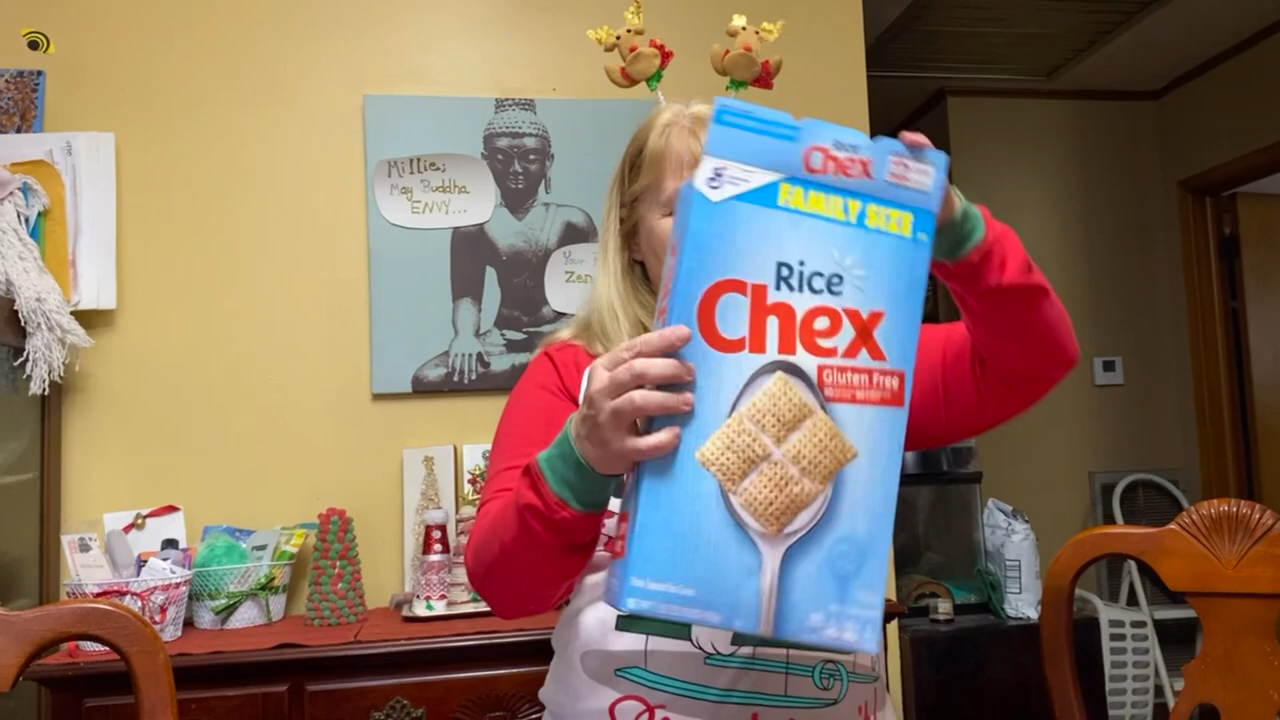 Millie;
May Buddha
ENVY...
Your
Zen
Chex
FAMILY SIZE
Rice
Chex
Gluten Free